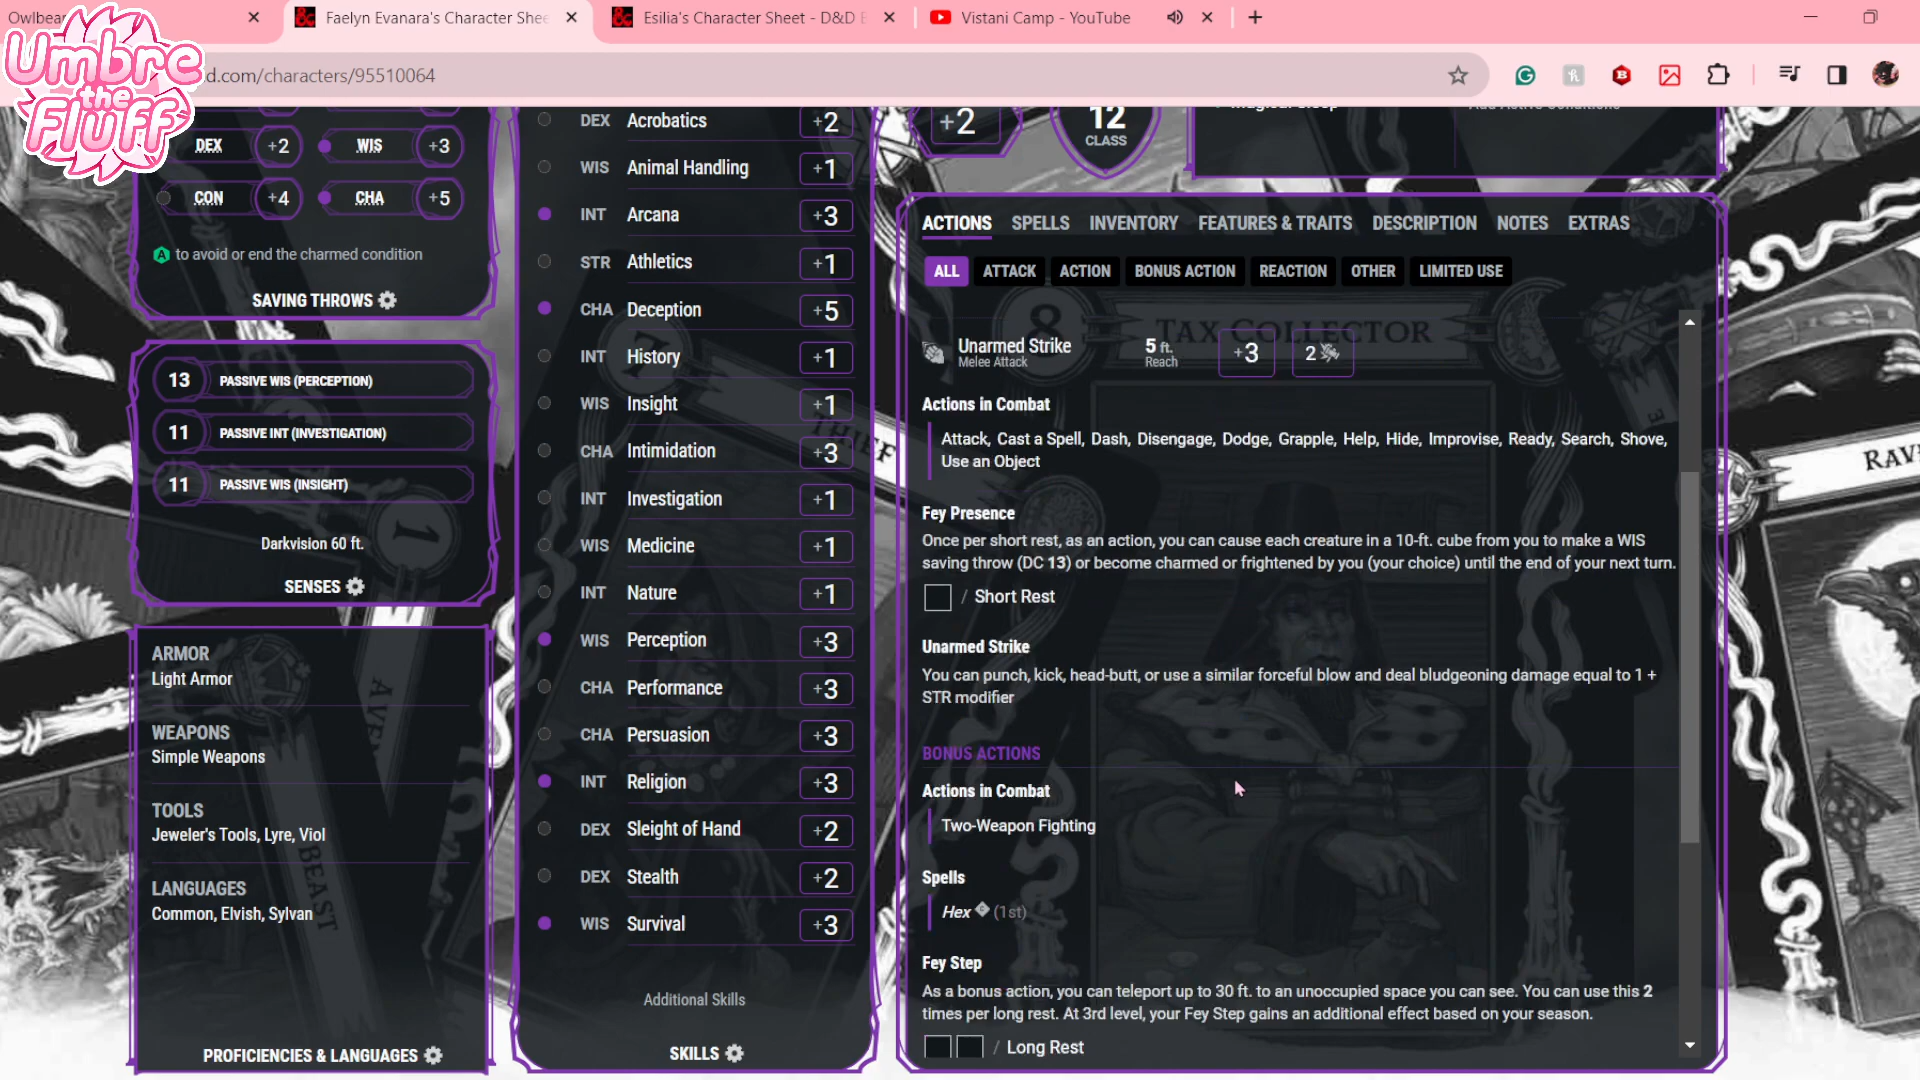 Owlbear
Faelyn Evanara's Character Shee
Esilia's Character Sheet - D&D B
Vistani Camp - YouTube
Umbre
the
Fluff
d.com/characters/95510064
DEX +2
WIS +3
CON +4
CHA +5
A to avoid or end the charmed condition
SAVING THROWS
13 PASSIVE WIS (PERCEPTION)
11 PASSIVE INT (INVESTIGATION)
11 PASSIVE WIS (INSIGHT)
Darkvision 60 ft.
SENSES
ARMOR
Light Armor
WEAPONS
Simple Weapons
TOOLS
Jeweler's Tools, Lyre, Viol
LANGUAGES
Common, Elvish, Sylvan
PROFICIENCIES & LANGUAGES
DEX Acrobatics +2
WIS Animal Handling +1
INT Arcana +3
STR Athletics +1
CHA Deception +5
INT History +1
WIS Insight +1
CHA Intimidation +3
INT Investigation +1
WIS Medicine +1
INT Nature +1
WIS Perception +3
CHA Performance +3
CHA Persuasion +3
INT Religion +3
DEX Sleight of Hand +2
DEX Stealth +2
WIS Survival +3
Additional Skills
SKILLS
+2
12
CLASS
Magical Sleep
Add Active Conditions
ACTIONS SPELLS INVENTORY FEATURES & TRAITS DESCRIPTION NOTES EXTRAS
ALL ATTACK ACTION BONUS ACTION REACTION OTHER LIMITED USE
8 TAX COLLECTOR
Unarmed Strike
Melee Attack
5 ft.
Reach
+3
2
Actions in Combat
Attack, Cast a Spell, Dash, Disengage, Dodge, Grapple, Help, Hide, Improvise, Ready, Search, Shove,
Use an Object
Fey Presence
Once per short rest, as an action, you can cause each creature in a 10-ft. cube from you to make a WIS
saving throw (DC 13) or become charmed or frightened by you (your choice) until the end of your next turn.
/ Short Rest
Unarmed Strike
You can punch, kick, head-butt, or use a similar forceful blow and deal bludgeoning damage equal to 1 +
STR modifier
BONUS ACTIONS
Actions in Combat
Two-Weapon Fighting
Spells
Hex (1st)
Fey Step
As a bonus action, you can teleport up to 30 ft. to an unoccupied space you can see. You can use this 2
times per long rest. At 3rd level, your Fey Step gains an additional effect based on your season.
/ Long Rest
THIEF
BEAST
1
7
RAV